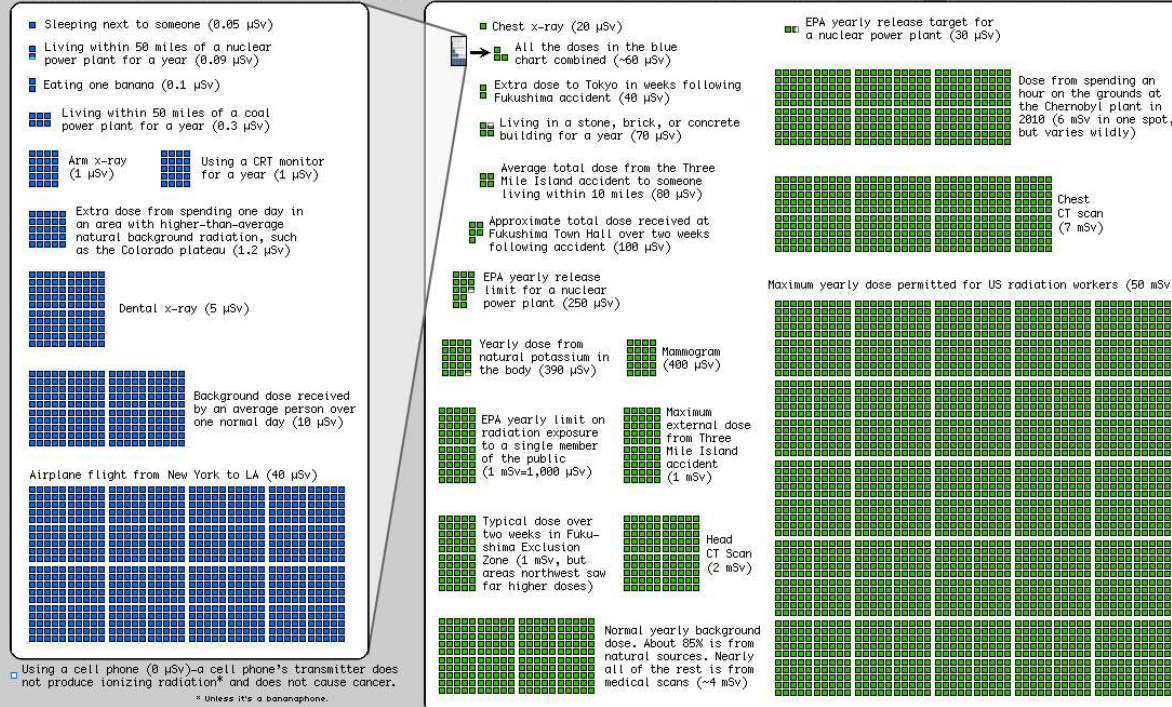 Sleeping next to someone (0.05 µSv)
Living within 50 miles of a nuclear
power plant for a year (0.09 µSv)
Eating one banana (0.1 µSv)
Living within 50 miles of a coal
power plant for a year (0.3 µSv)
Arm x-ray
(1 µSv)
Using a CRT monitor
for a year (1 µSv)
Extra dose from spending one day in
an area with higher-than-average
natural background radiation, such
as the Colorado plateau (1.2 µSv)
Dental x-ray (5 µSv)
Background dose received
by an average person over
one normal day (10 µSv)
Airplane flight from New York to LA (40 µSv)
Using a cell phone (0 µSv)-a cell phone's transmitter does
not produce ionizing radiation* and does not cause cancer.
* Unless it's a bananaphone.
Chest x-ray (20 µSv)
All the doses in the blue
chart combined (~60 µSv)
Extra dose to Tokyo in weeks following
Fukushima accident (40 µSv)
Living in a stone, brick, or concrete
building for a year (70 µSv)
Average total dose from the Three
Mile Island accident to someone
living within 10 miles (80 µSv)
Approximate total dose received at
Fukushima Town Hall over two weeks
following accident (100 µSv)
EPA yearly release
limit for a nuclear
power plant (250 µSv)
Yearly dose from
natural potassium in
the body (390 µSv)
Mammogram
(400 µSv)
EPA yearly limit on
radiation exposure
to a single member
of the public
(1 mSv=1,000 µSv)
Maximum
external dose
from Three
Mile Island
accident
(1 mSv)
Typical dose over
two weeks in Fuku-
shima Exclusion
Zone (1 mSv, but
areas northwest saw
far higher doses)
Head
CT Scan
(2 mSv)
Normal yearly background
dose. About 85% is from
natural sources. Nearly
all of the rest is from
medical scans (~4 mSv)
EPA yearly release target for
a nuclear power plant (30 µSv)
Dose from spending an
hour on the grounds at
the Chernobyl plant in
2010 (6 mSv in one spot,
but varies wildly)
Chest
CT scan
(7 mSv)
Maximum yearly dose permitted for US radiation workers (50 mSv